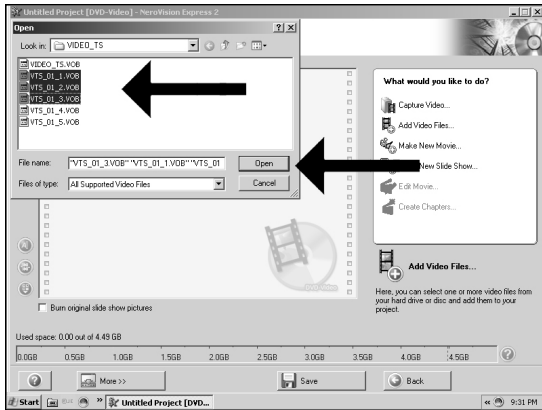 Untitled Project [DVD-Video] - NeroVision Express 2
Open
Look in: VIDEO_TS
VIDEO_TS.VOB
VTS_01_1.VOB
VTS_01_2.VOB
VTS_01_3.VOB
VTS_01_4.VOB
VTS_01_5.VOB
File name: "VTS_01_3.VOB" "VTS_01_1.VOB" "VTS_01
Open
Files of type: All Supported Video Files
Cancel
What would you like to do?
Capture Video...
Add Video Files...
Make New Movie...
New Slide Show...
Edit Movie...
Create Chapters...
Add Video Files...
Here, you can select one or more video files from
your hard drive or disc and add them to your
project.
Burn original slide show pictures
Used space: 0.00 out of 4.49 GB
0.0GB 0.5GB 1.0GB 1.5GB 2.0GB 2.5GB 3.0GB 3.5GB 4.0GB 4.5GB
More >>
Save
Back
Start
Untitled Project [DVD...
9:31 PM